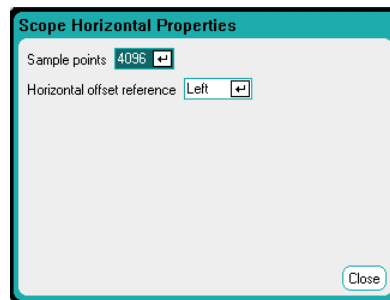 Scope Horizontal Properties
Sample points 4096
Horizontal offset reference Left
Close